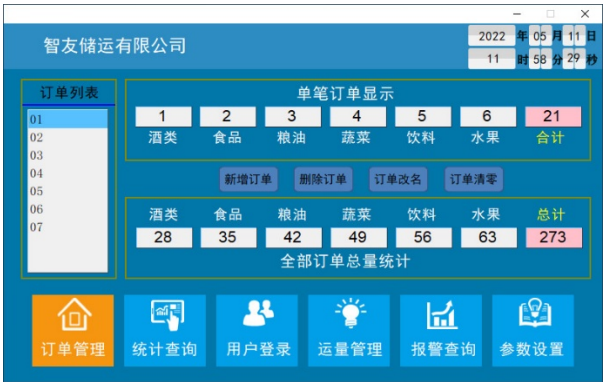 智友储运有限公司
2022 年 05 月 11 日
11 时 58 分 29 秒
订单列表
01
02
03
04
05
06
07
单笔订单显示
1 2 3 4 5 6 21
酒类 食品 粮油 蔬菜 饮料 水果 合计
新增订单 删除订单 订单改名 订单清零
酒类 食品 粮油 蔬菜 饮料 水果 总计
28 35 42 49 56 63 273
全部订单总量统计
订单管理 统计查询 用户登录 运量管理 报警查询 参数设置